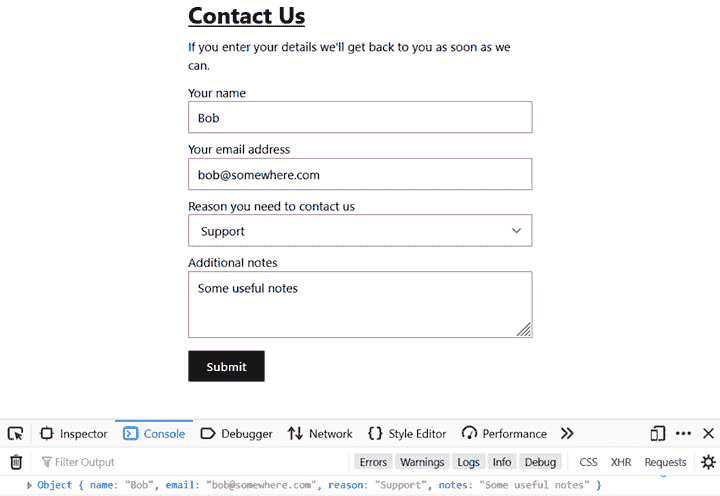 Contact Us
If you enter your details we'll get back to you as soon as we
can.
Your name
Bob
Your email address
bob@somewhere.com
Reason you need to contact us
Support
Additional notes
Some useful notes
Submit
Inspector Console Debugger Network Style Editor Performance
Filter Output Errors Warnings Logs Info Debug CSS XHR Requests
Object { name: "Bob", email: "bob@somewhere.com", reason: "Support", notes: "Some useful notes" }